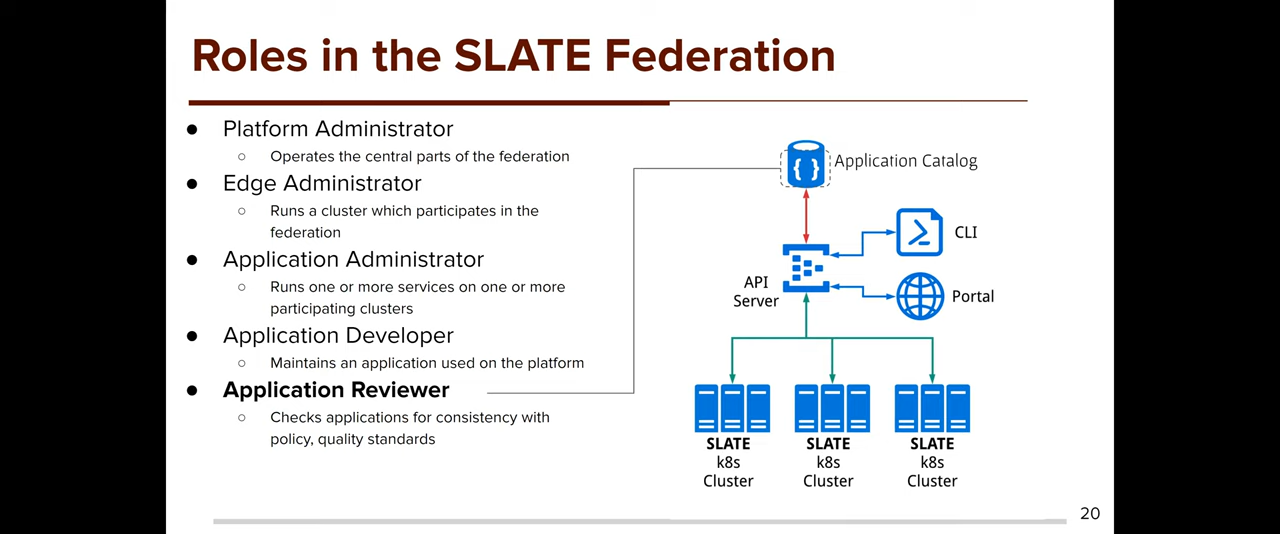 Roles in the SLATE Federation
● Platform Administrator
○ Operates the central parts of the federation
● Edge Administrator
○ Runs a cluster which participates in the
federation
● Application Administrator
○ Runs one or more services on one or more
participating clusters
● Application Developer
○ Maintains an application used on the platform
● Application Reviewer
○ Checks applications for consistency with
policy, quality standards
{ }
Application Catalog
CLI
API
Server
Portal
SLATE
k8s
Cluster
SLATE
k8s
Cluster
SLATE
k8s
Cluster
20